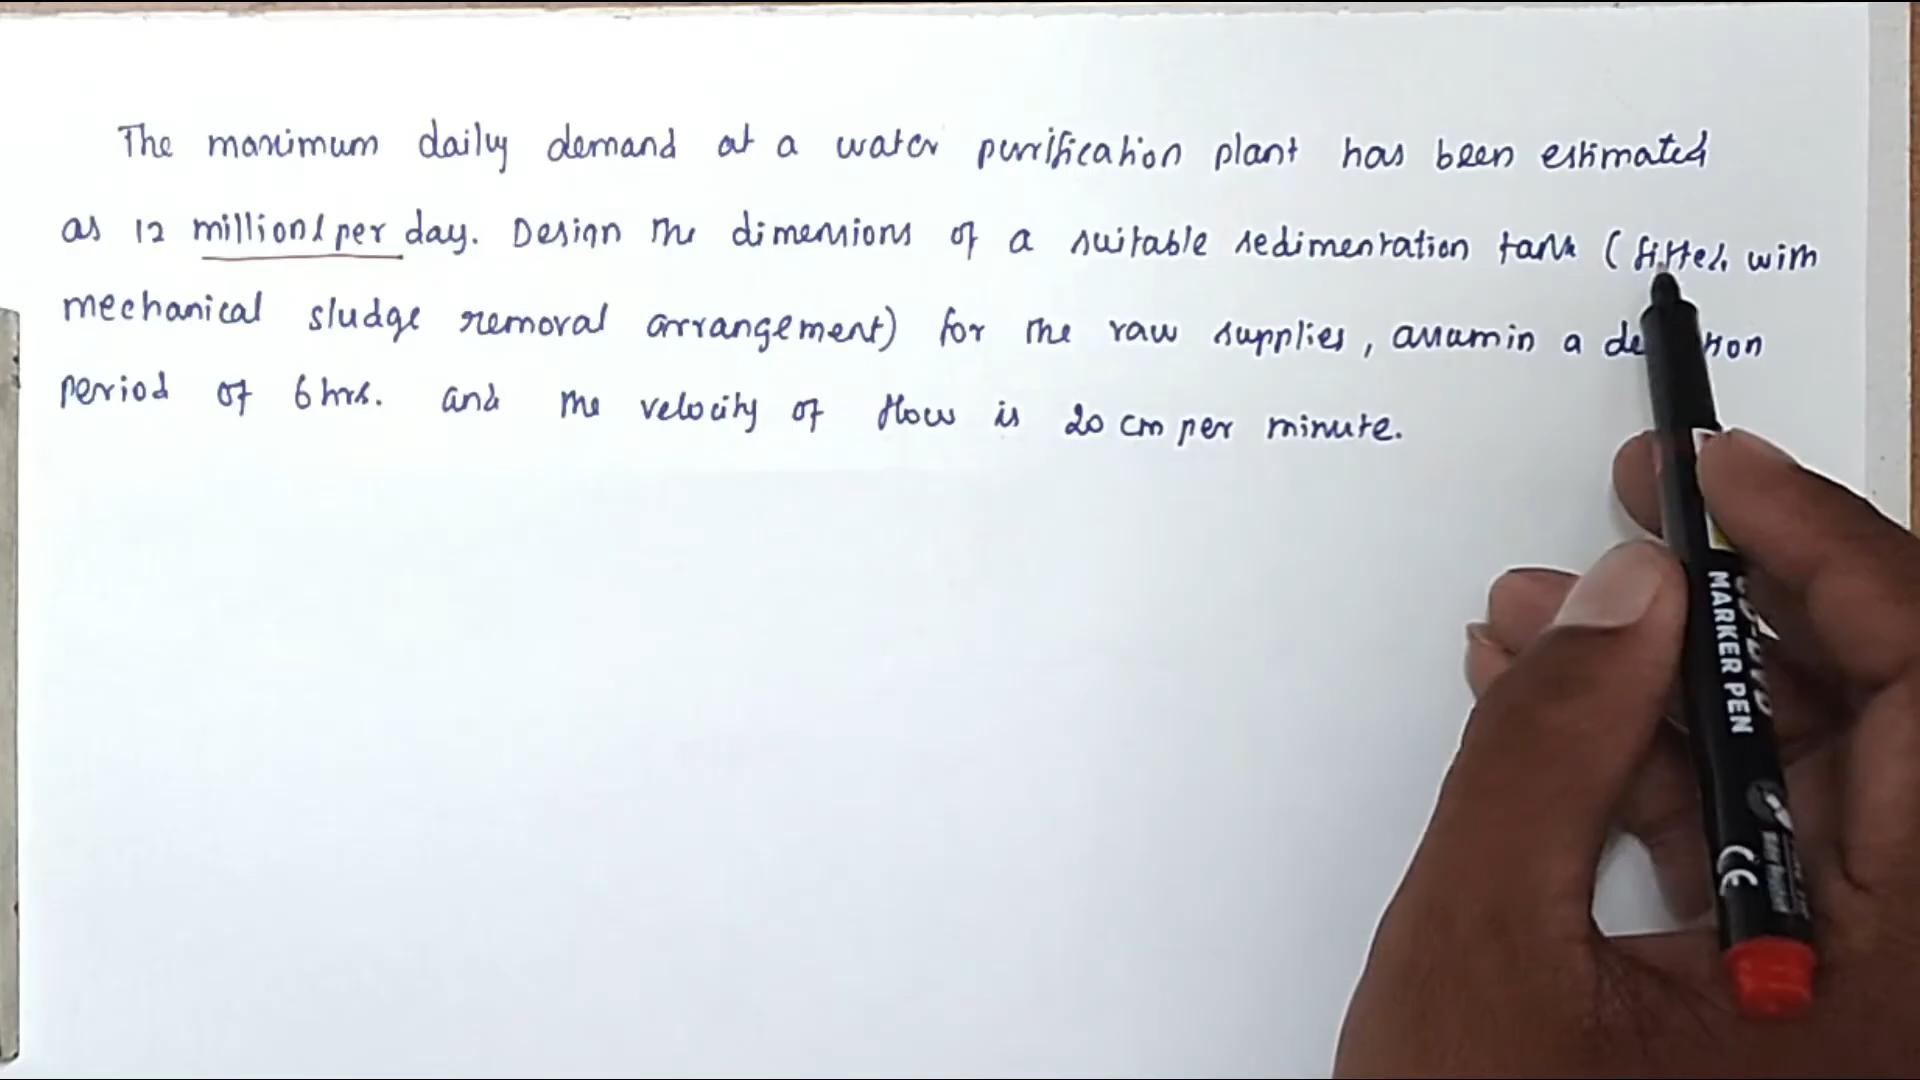 The maximum daily demand at a water purification plant has been estimated
as 12 million l per day. Design the dimensions of a suitable sedimentation tank (fitted with
mechanical sludge removal arrangement) for the raw supplies, assumin a
period of 6 hrs. and the velocity of flow is 20 cm per minute.
MARKER PEN
CE